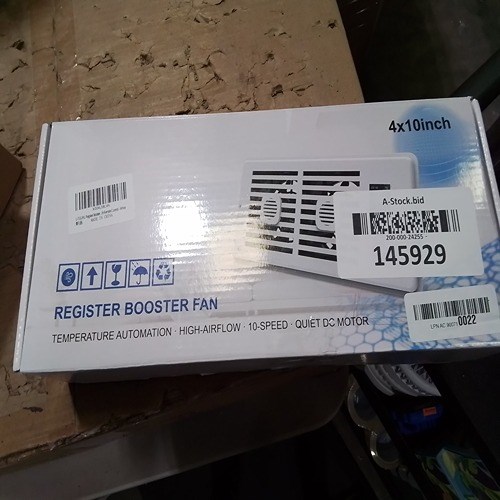 4x10inch
A-Stock.bid
200-000-24255
145929
REGISTER BOOSTER FAN
TEMPERATURE AUTOMATION · HIGH-AIRFLOW · 10-SPEED · QUIET DC MOTOR
0022